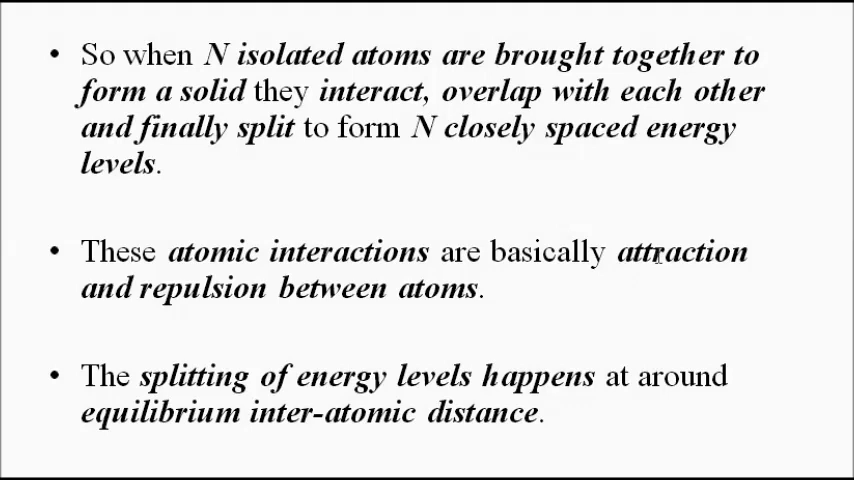 • So when N isolated atoms are brought together to
form a solid they interact, overlap with each other
and finally split to form N closely spaced energy
levels.
• These atomic interactions are basically attraction
and repulsion between atoms.
• The splitting of energy levels happens at around
equilibrium inter-atomic distance.